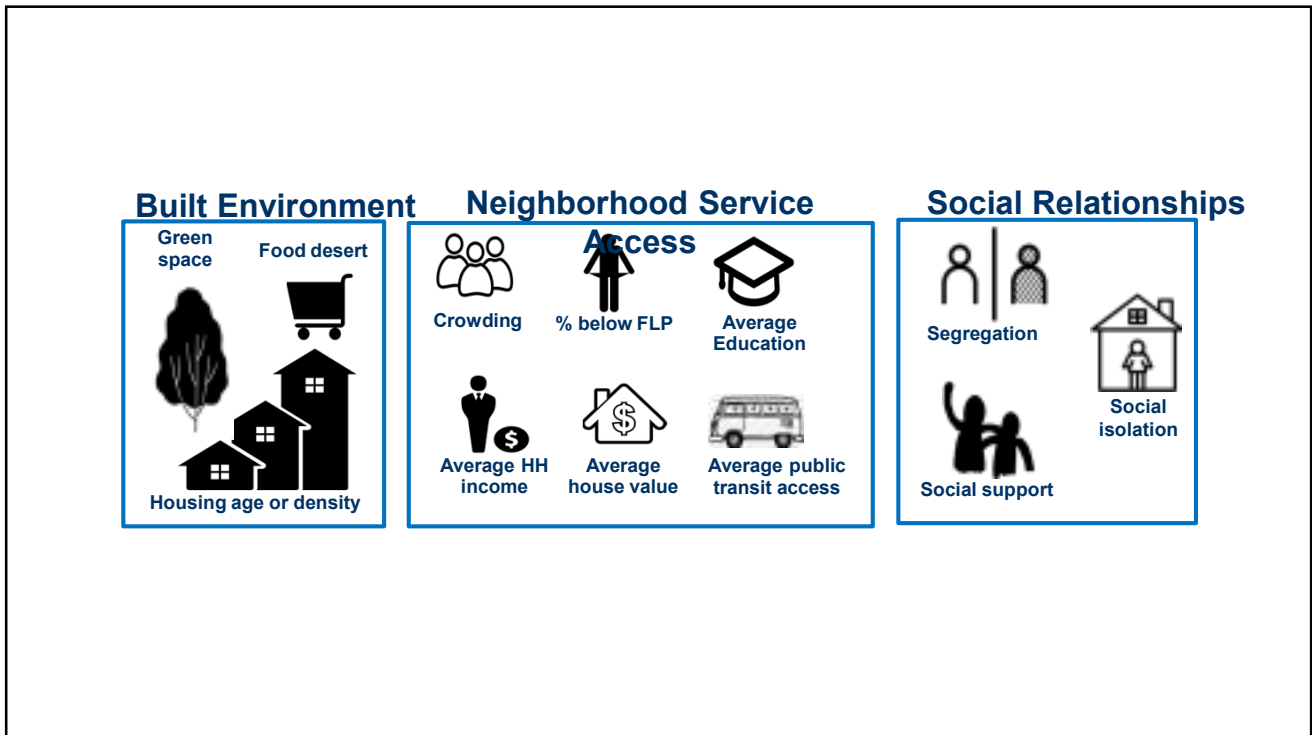 Built Environment
Green
space
Food desert
Housing age or density
Neighborhood Service
Access
Crowding
% below FLP
Average
Education
Average HH
income
$
Average
house value
$
Average public
transit access
Social Relationships
Segregation
Social
isolation
Social support